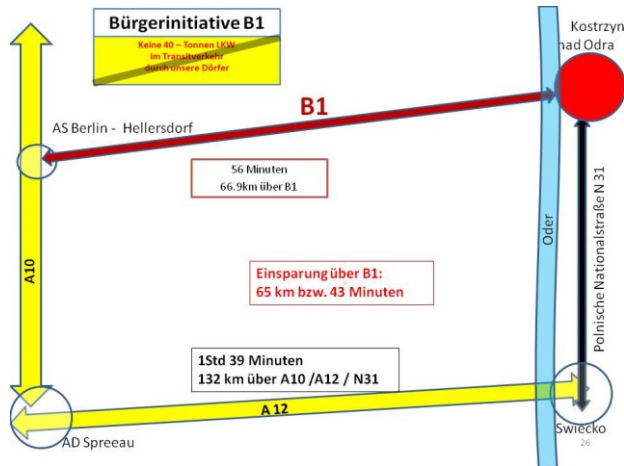 Bürgerinitiative B1
Keine 40 – Tonnen LKW
im Transitverkehr
durch unsere Dörfer
Kostrzyn
nad Odra
B1
AS Berlin - Hellersdorf
56 Minuten
66.9km über B1
A10
Oder
Polnische Nationalstraße N 31
Einsparung über B1:
65 km bzw. 43 Minuten
1Std 39 Minuten
132 km über A10 /A12 / N31
A 12
AD Spreeau
Swiecko
26